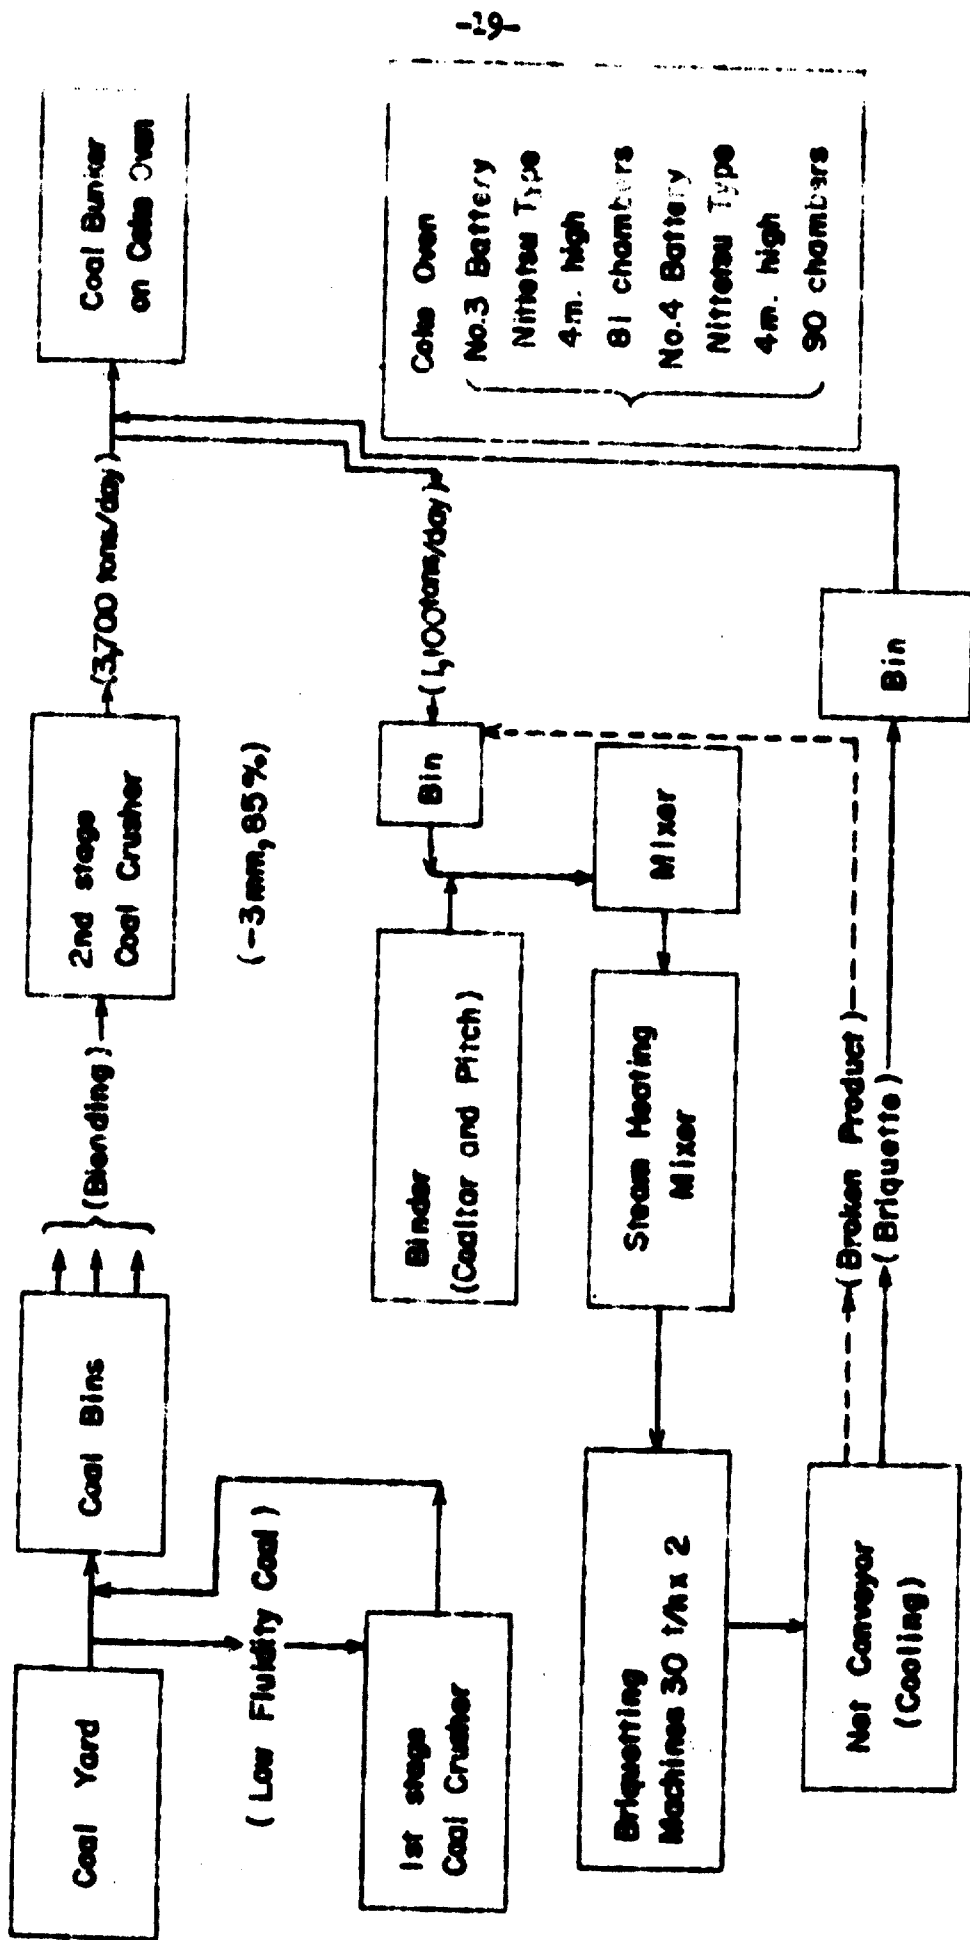 -19-
Coal Yard
Coal Bins
(Blending)
2nd stage
Coal Crusher
(3,700 tons/day)
Coal Bunker
on Coke Oven
(Low Fluidity Coal)
1st stage
Coal Crusher
(-3mm, 85%)
Binder
(Coaltar and Pitch)
Bin
(1,100 tons/day)
Coke Oven
No.3 Battery
Nittetsu Type
4m. high
81 chambers
No.4 Battery
Nittetsu Type
4m. high
90 chambers
Briquetting
Machines 30 t/h x 2
Steam Heating
Mixer
Mixer
Net Conveyor
(Cooling)
(Broken Product)
(Briquette)
Bin